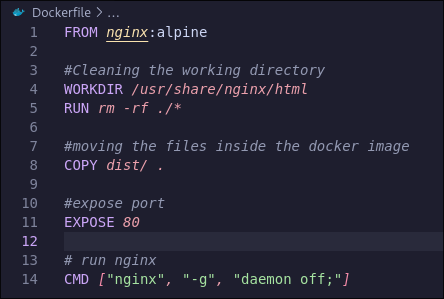 Dockerfile > ...
1 FROM nginx:alpine
2
3 #Cleaning the working directory
4 WORKDIR /usr/share/nginx/html
5 RUN rm -rf ./*
6
7 #moving the files inside the docker image
8 COPY dist/ .
9
10 #expose port
11 EXPOSE 80
12
13 # run nginx
14 CMD ["nginx", "-g", "daemon off;"]